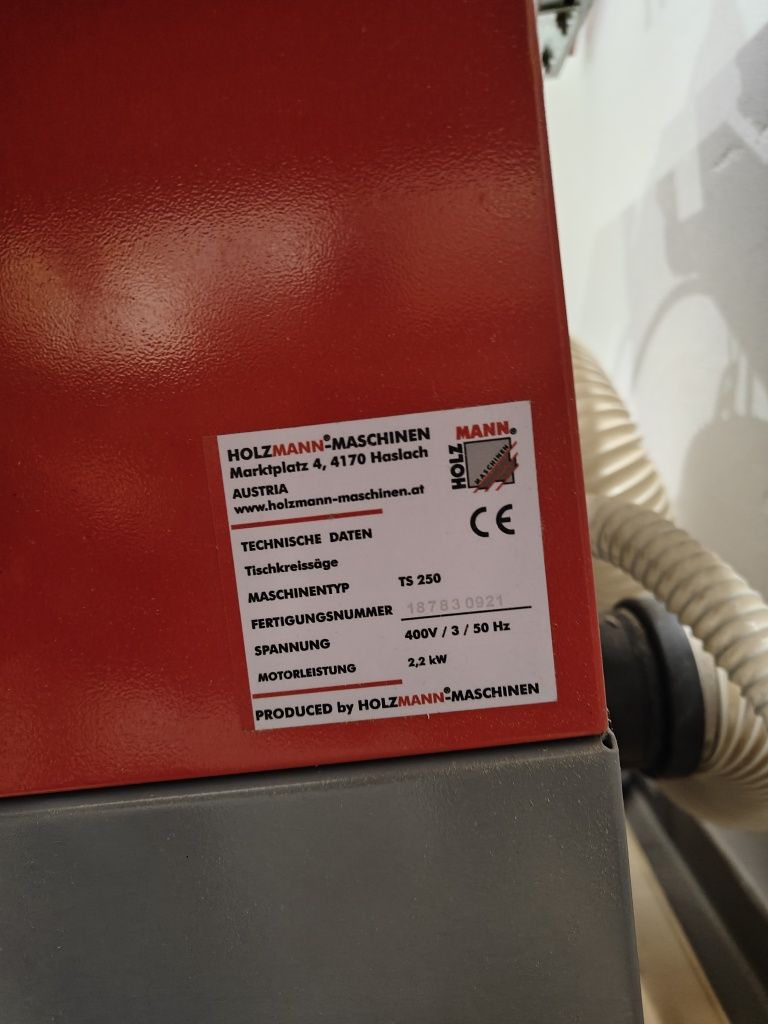 HOLZMANN®-MASCHINEN
Marktplatz 4, 4170 Haslach
AUSTRIA
www.holzmann-maschinen.at
HOLZ
MANN®
MASCHINEN
CE
TECHNISCHE DATEN
Tischkreissäge
MASCHINENTYP TS 250
FERTIGUNGSNUMMER 187830921
SPANNUNG 400V / 3 / 50 Hz
MOTORLEISTUNG 2,2 kW
PRODUCED by HOLZMANN®-MASCHINEN